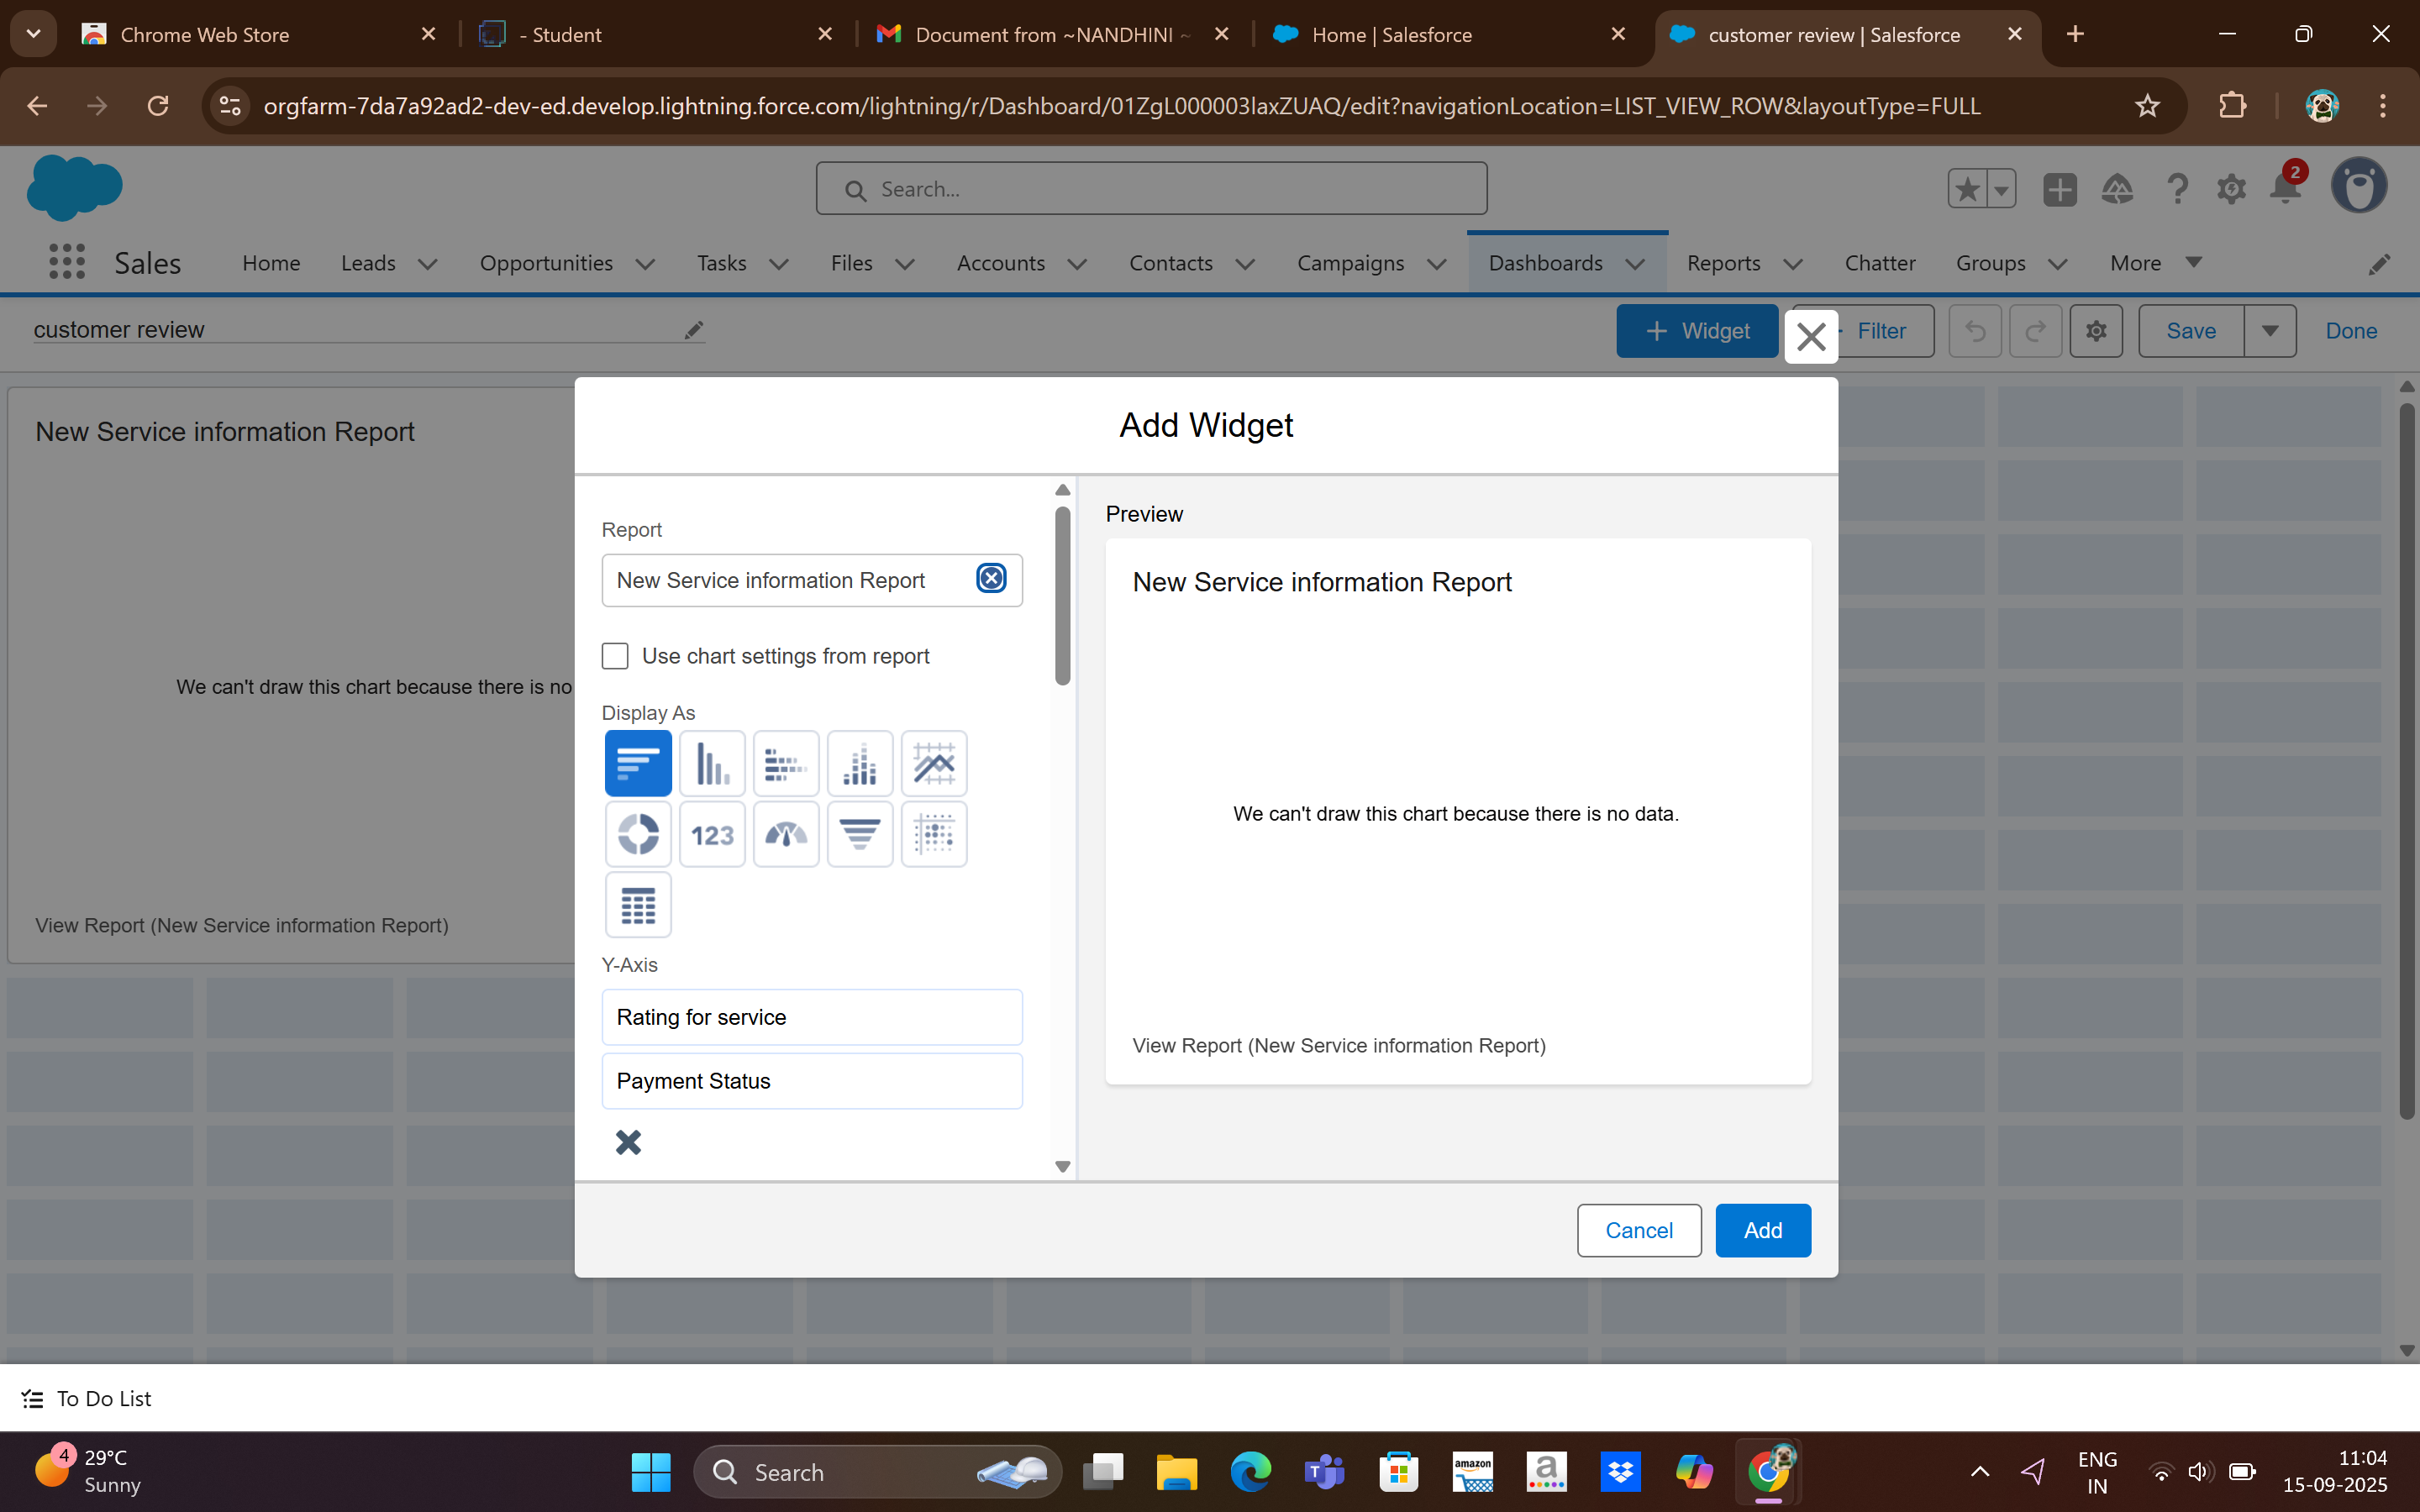 Chrome Web Store
- Student
Document from ~NANDHINI ~
Home | Salesforce
customer review | Salesforce
orgfarm-7da7a92ad2-dev-ed.develop.lightning.force.com/lightning/r/Dashboard/01ZgL000003laxZUAQ/edit?navigationLocation=LIST_VIEW_ROW&layoutType=FULL
Search...
2
Sales
Home
Leads
Opportunities
Tasks
Files
Accounts
Contacts
Campaigns
Dashboards
Reports
Chatter
Groups
More
customer review
+ Widget
Filter
Save
Done
New Service information Report
We can't draw this chart because there is no
View Report (New Service information Report)
Add Widget
Report
New Service information Report
Use chart settings from report
Display As
123
Y-Axis
Rating for service
Payment Status
Preview
New Service information Report
We can't draw this chart because there is no data.
View Report (New Service information Report)
Cancel
Add
To Do List
4
29°C
Sunny
Search
amazon
a
T
ENG
IN
11:04
15-09-2025